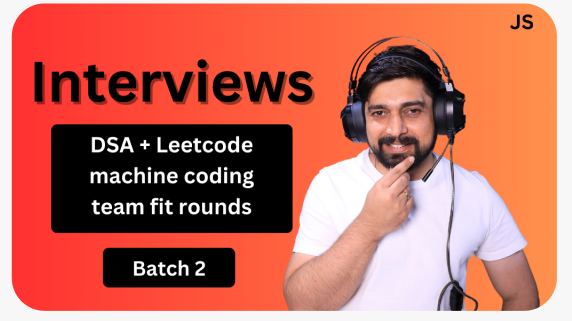 JS
Interviews
DSA + Leetcode
machine coding
team fit rounds
Batch 2